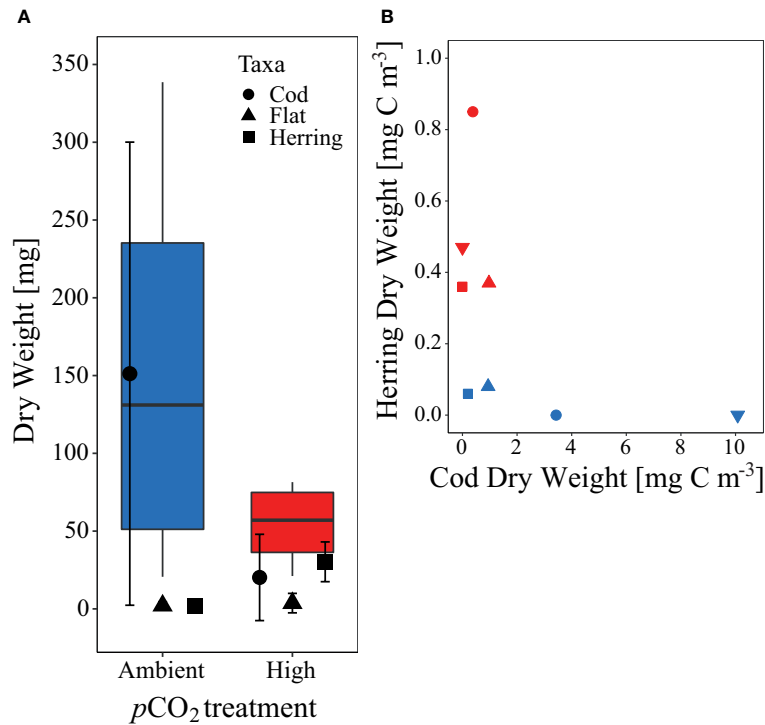 A
Dry Weight [mg]
350
300
250
200
150
100
50
0
Taxa
Cod
Flat
Herring
Ambient
High
pCO2 treatment
B
Herring Dry Weight [mg C m-3]
1.0
0.8
0.6
0.4
0.2
0.0
0
2
4
6
8
10
Cod Dry Weight [mg C m-3]